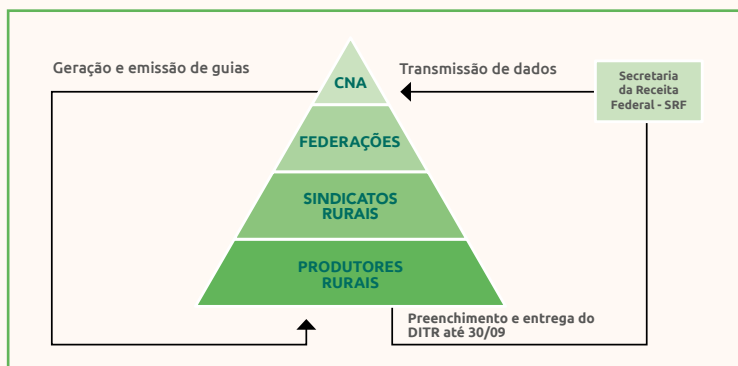 Geração e emissão de guias
Transmissão de dados
CNA
Secretaria
da Receita
Federal - SRF
FEDERAÇÕES
SINDICATOS
RURAIS
PRODUTORES
RURAIS
Preenchimento e entrega do
DITR até 30/09